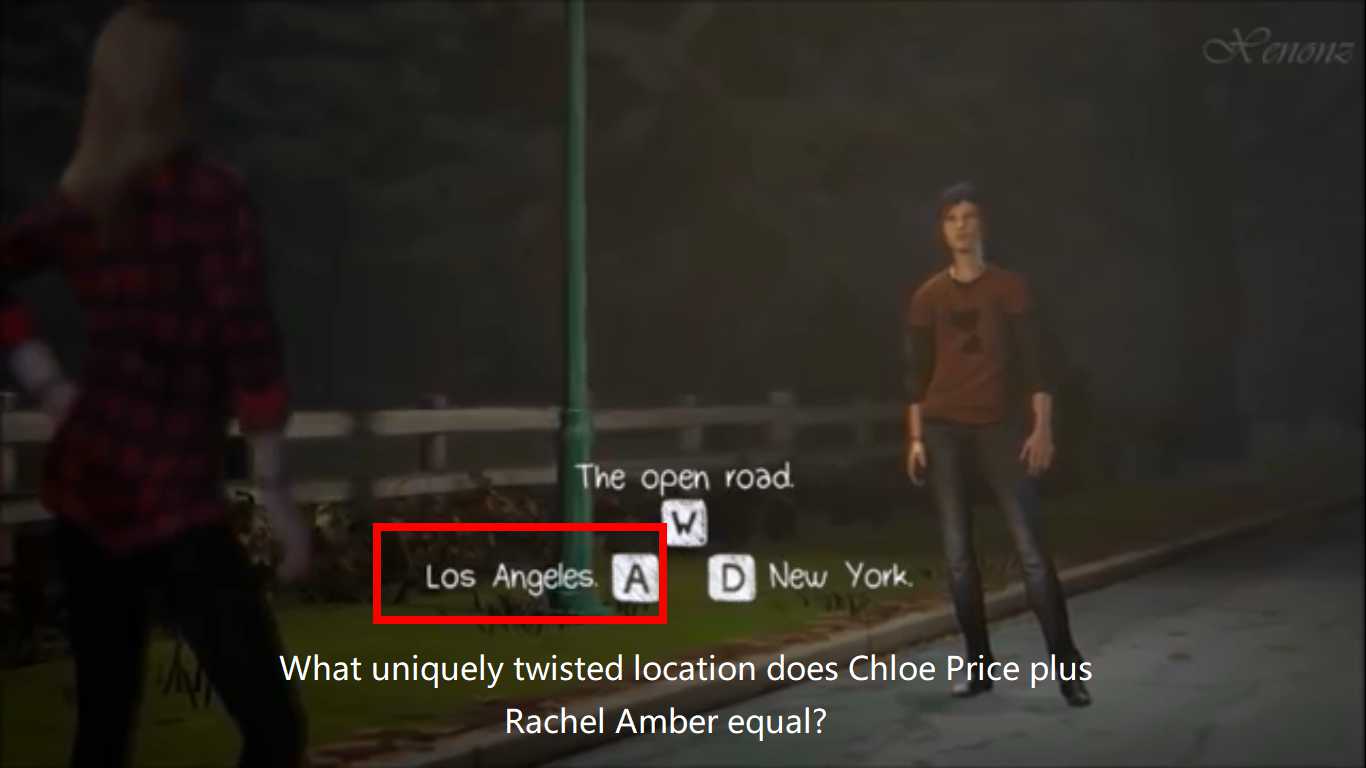 Xenonz
The open road.
W
Los Angeles. A D New York.
What uniquely twisted location does Chloe Price plus
Rachel Amber equal?